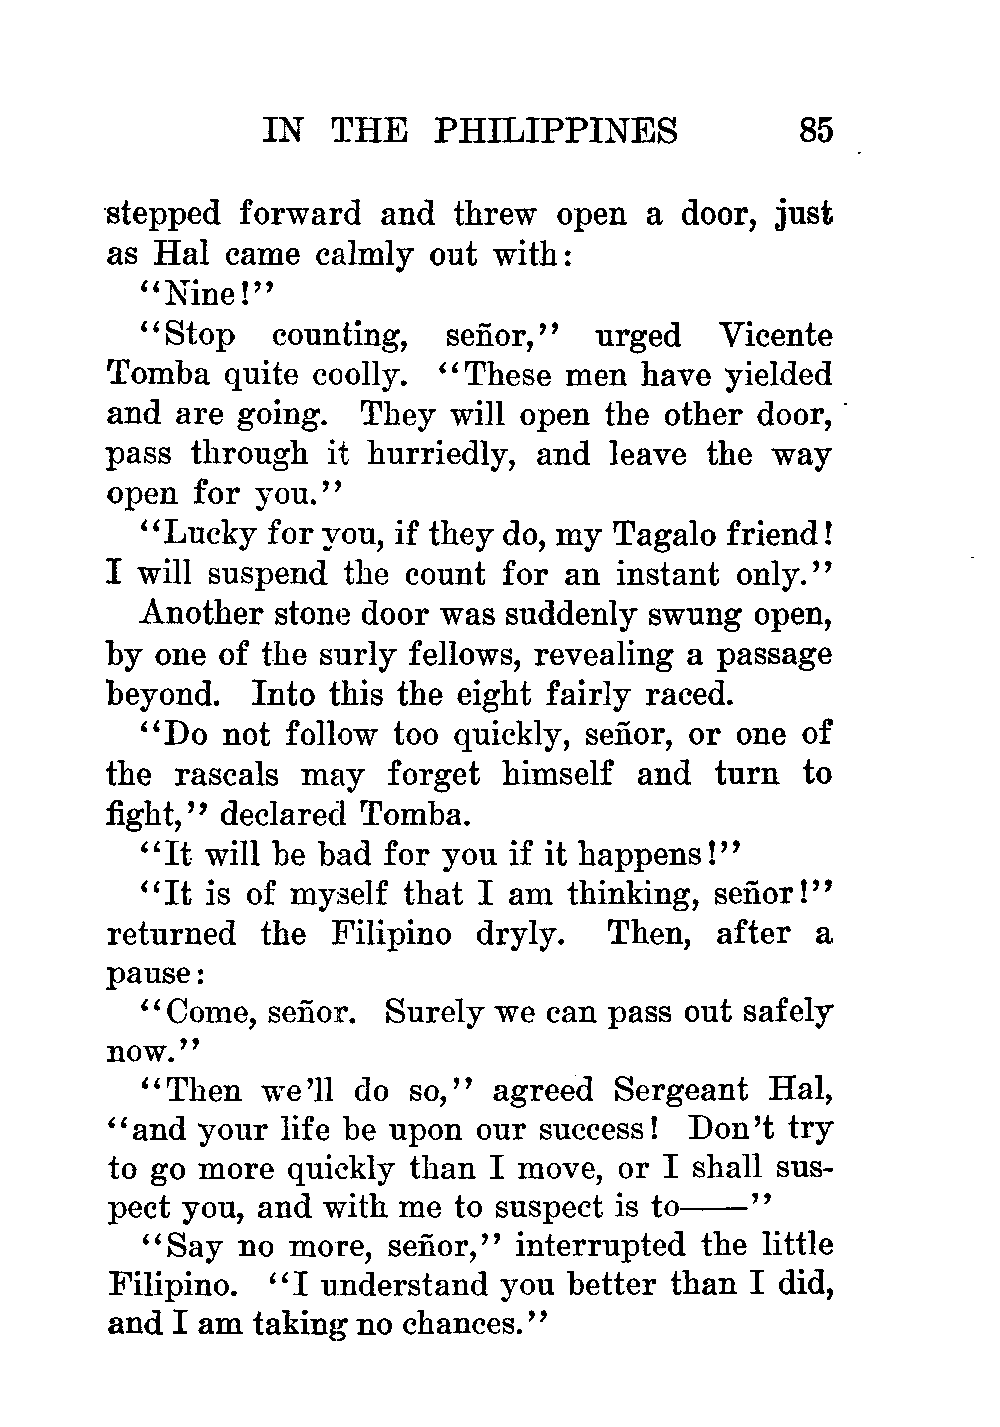 IN THE PHILIPPINES 85
stepped forward and threw open a door, just
as Hal came calmly out with:
“Nine!”
“Stop counting, señor,” urged Vicente
Tomba quite coolly. “These men have yielded
and are going. They will open the other door,
pass through it hurriedly, and leave the way
open for you.”
“Lucky for you, if they do, my Tagalo friend!
I will suspend the count for an instant only.”
Another stone door was suddenly swung open,
by one of the surly fellows, revealing a passage
beyond. Into this the eight fairly raced.
“Do not follow too quickly, señor, or one of
the rascals may forget himself and turn to
fight,” declared Tomba.
“It will be bad for you if it happens!”
“It is of myself that I am thinking, señor!”
returned the Filipino dryly. Then, after a
pause:
“Come, señor. Surely we can pass out safely
now.”
“Then we’ll do so,” agreed Sergeant Hal,
“and your life be upon our success! Don’t try
to go more quickly than I move, or I shall sus-
pect you, and with me to suspect is to——”
“Say no more, señor,” interrupted the little
Filipino. “I understand you better than I did,
and I am taking no chances.”